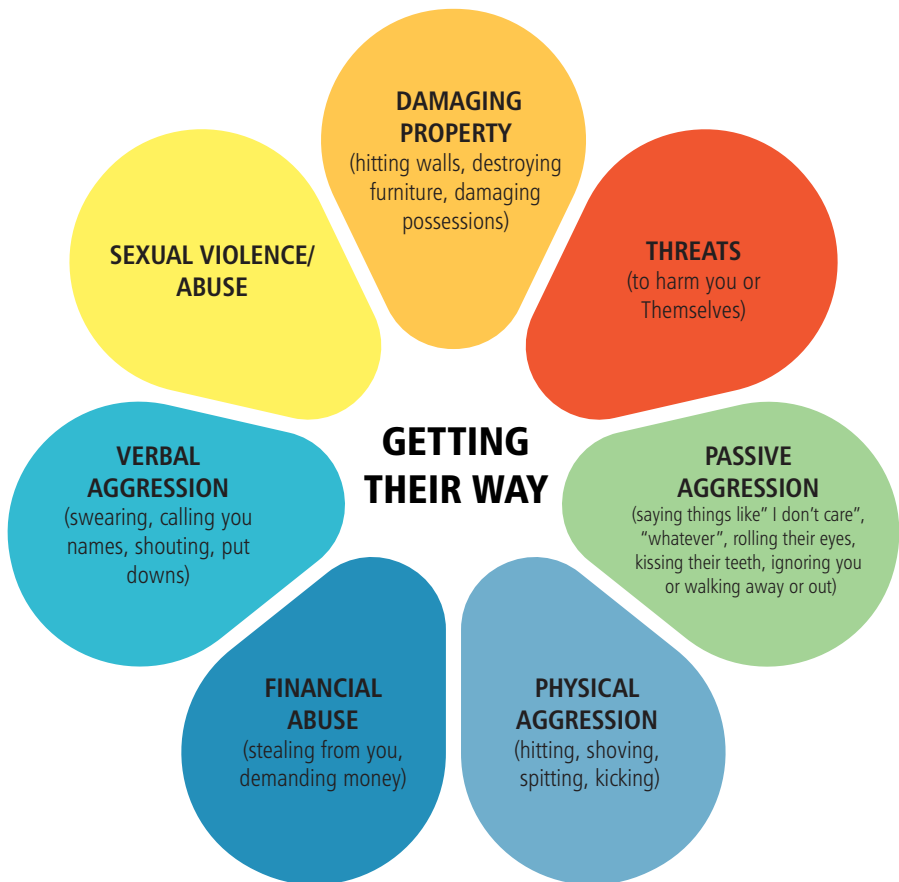 DAMAGING
PROPERTY
(hitting walls, destroying
furniture, damaging
possessions)
THREATS
(to harm you or
Themselves)
PASSIVE
AGGRESSION
(saying things like“ I don’t care”,
“whatever”, rolling their eyes,
kissing their teeth, ignoring you
or walking away or out)
PHYSICAL
AGGRESSION
(hitting, shoving,
spitting, kicking)
FINANCIAL
ABUSE
(stealing from you,
demanding money)
VERBAL
AGGRESSION
(swearing, calling you
names, shouting, put
downs)
SEXUAL VIOLENCE/
ABUSE
GETTING
THEIR WAY